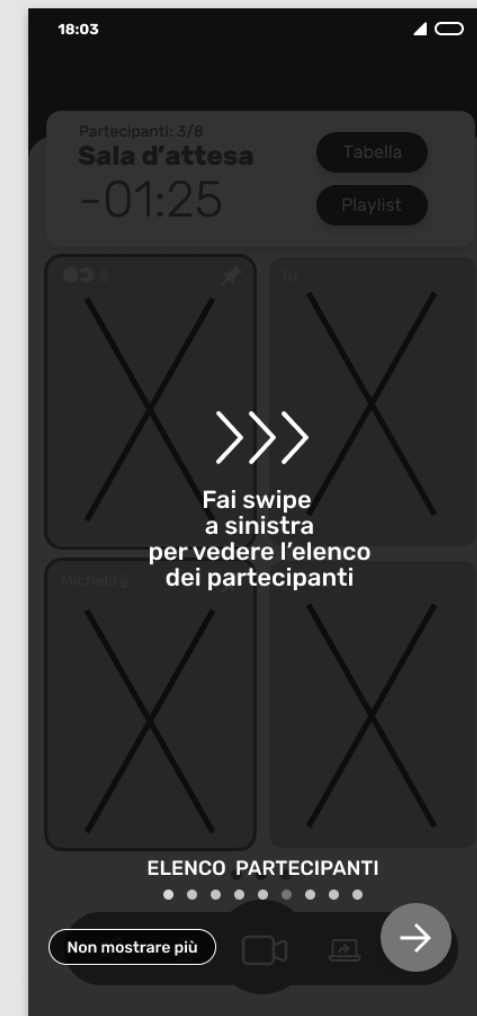 18:03
Partecipanti: 3/8
Sala d’attesa
-01:25
Tabella
Playlist
Tu
Fai swipe
a sinistra
per vedere l’elenco
dei partecipanti
Michela
ELENCO PARTECIPANTI
Non mostrare più